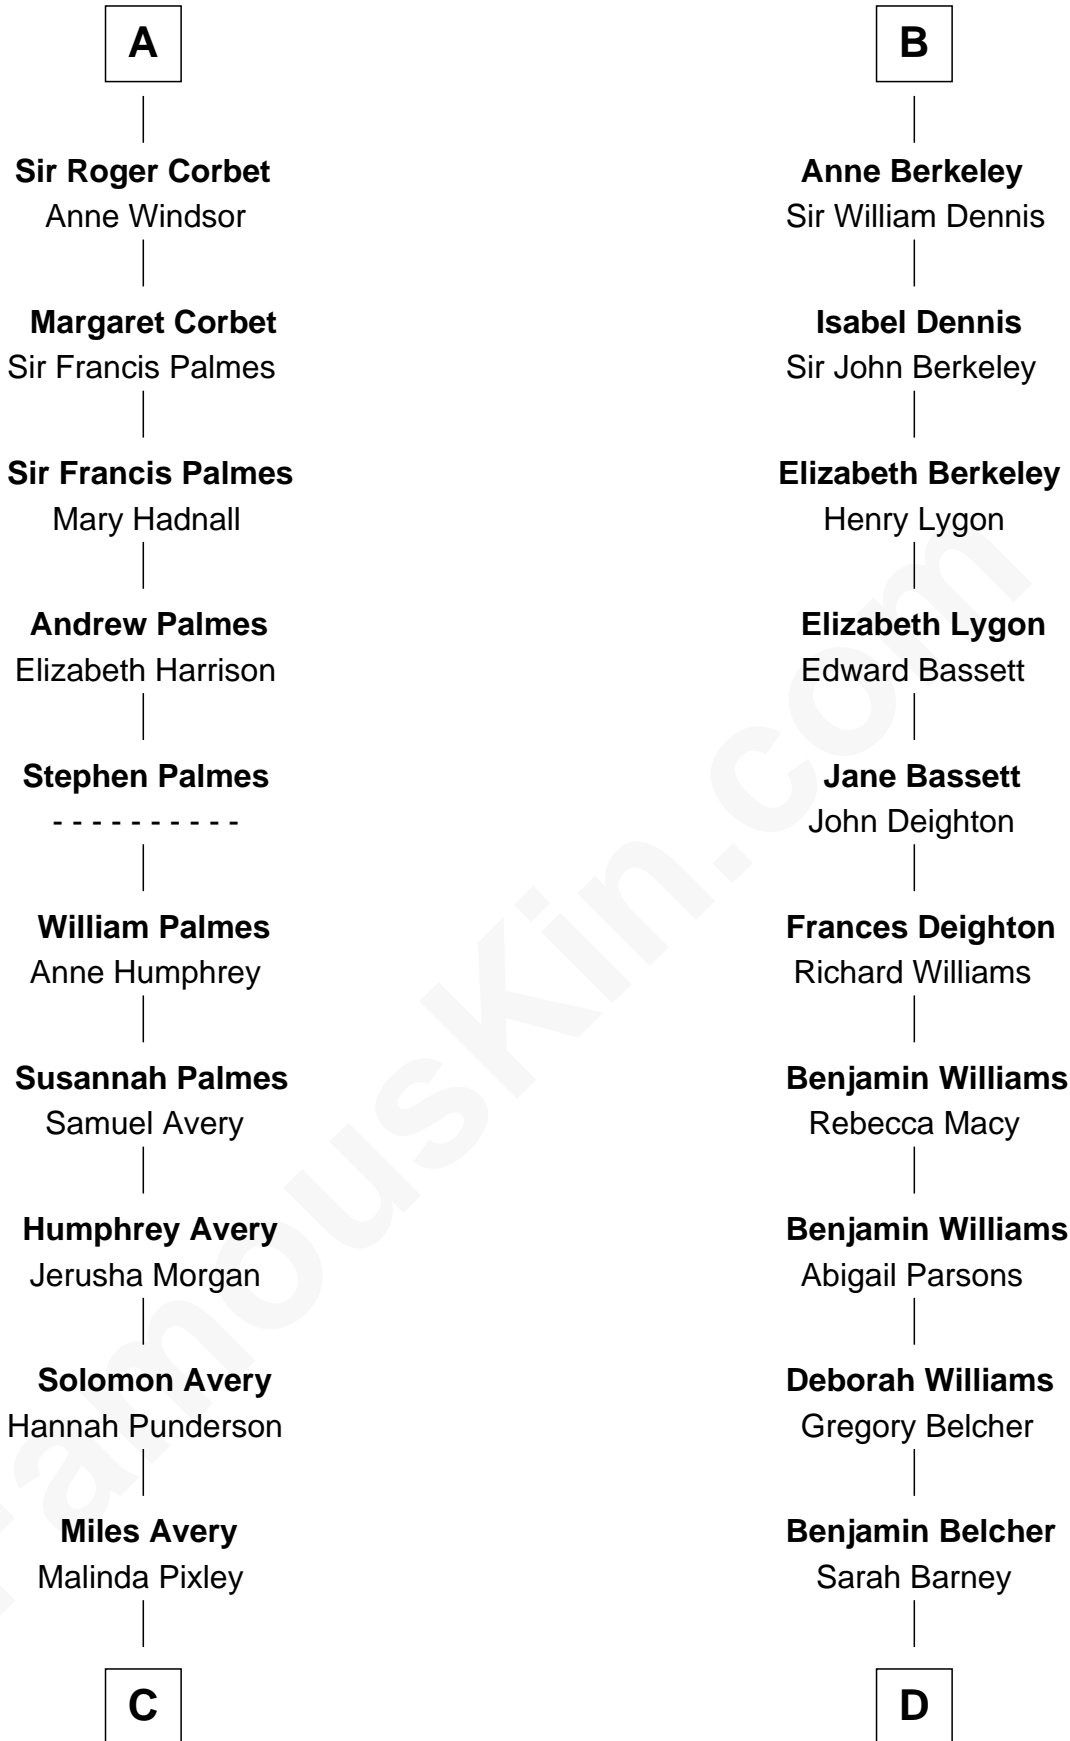 A
Sir Roger Corbet
Anne Windsor
Margaret Corbet
Sir Francis Palmes
Sir Francis Palmes
Mary Hadnall
Andrew Palmes
Elizabeth Harrison
Stephen Palmes
- - - - - - - - - -
William Palmes
Anne Humphrey
Susannah Palmes
Samuel Avery
Humphrey Avery
Jerusha Morgan
Solomon Avery
Hannah Punderson
Miles Avery
Malinda Pixley
C
B
Anne Berkeley
Sir William Dennis
Isabel Dennis
Sir John Berkeley
Elizabeth Berkeley
Henry Lygon
Elizabeth Lygon
Edward Bassett
Jane Bassett
John Deighton
Frances Deighton
Richard Williams
Benjamin Williams
Rebecca Macy
Benjamin Williams
Abigail Parsons
Deborah Williams
Gregory Belcher
Benjamin Belcher
Sarah Barney
D
FamousKin.com